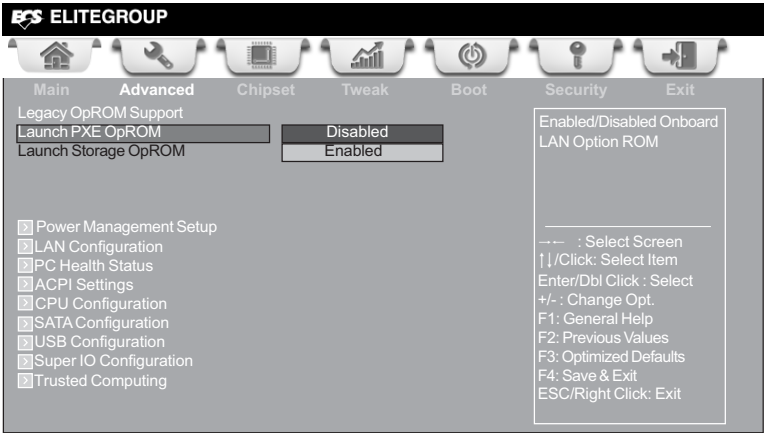 ECS ELITEGROUP
Main Advanced Chipset Tweak Boot Security Exit
Legacy OpROM Support
Launch PXE OpROM Disabled
Launch Storage OpROM Enabled
Power Management Setup
LAN Configuration
PC Health Status
ACPI Settings
CPU Configuration
SATA Configuration
USB Configuration
Super IO Configuration
Trusted Computing
Enabled/Disabled Onboard
LAN Option ROM
→← : Select Screen
↑↓/Click: Select Item
Enter/Dbl Click : Select
+/- : Change Opt.
F1: General Help
F2: Previous Values
F3: Optimized Defaults
F4: Save & Exit
ESC/Right Click: Exit